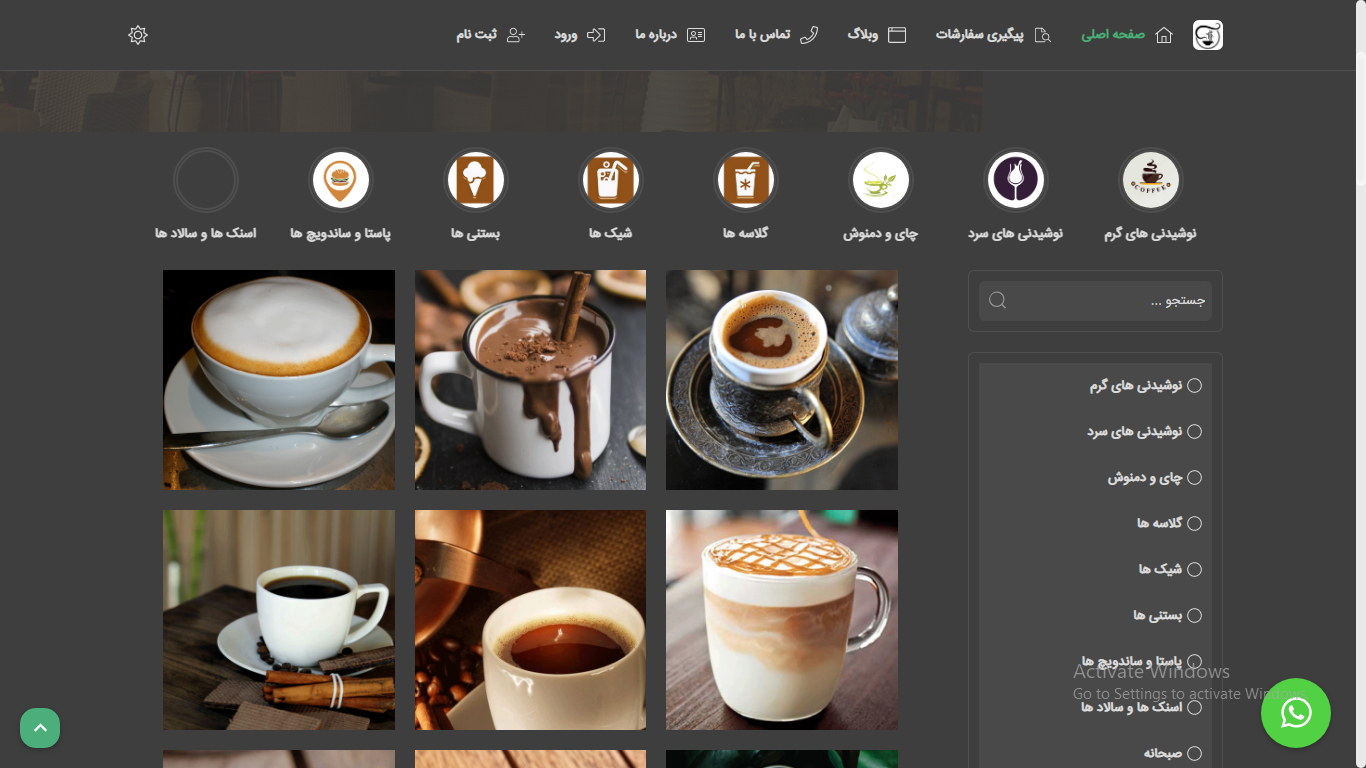 صفحه اصلی
پیگیری سفارشات
وبلاگ
تماس با ما
درباره ما
ورود
ثبت نام
COFFEE
نوشیدنی های گرم
نوشیدنی های سرد
چای و دمنوش
گلاسه ها
شیک ها
بستنی ها
پاستا و ساندویچ ها
اسنک ها و سالاد ها
جستجو ...
نوشیدنی های گرم
نوشیدنی های سرد
چای و دمنوش
گلاسه ها
شیک ها
بستنی ها
پاستا و ساندویچ ها
Activate Windows
Go to Settings to activate Windows.
اسنک ها و سالاد ها
صبحانه